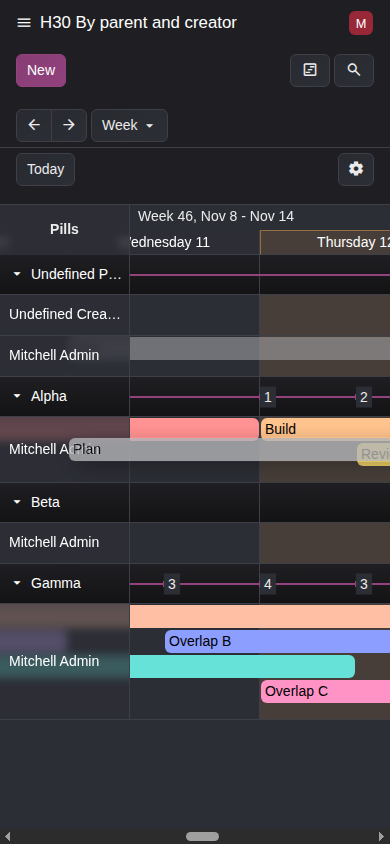 H30 By parent and creator
M
New
Week
Today
Pills
Week 46, Nov 8 - Nov 14
ednesday 11
Thursday 12
Undefined P…
Undefined Crea…
Mitchell Admin
Alpha
1
2
Build
Mitchell A
Plan
Revi
Beta
Mitchell Admin
Gamma
3
4
3
Overlap B
Mitchell Admin
Overlap C